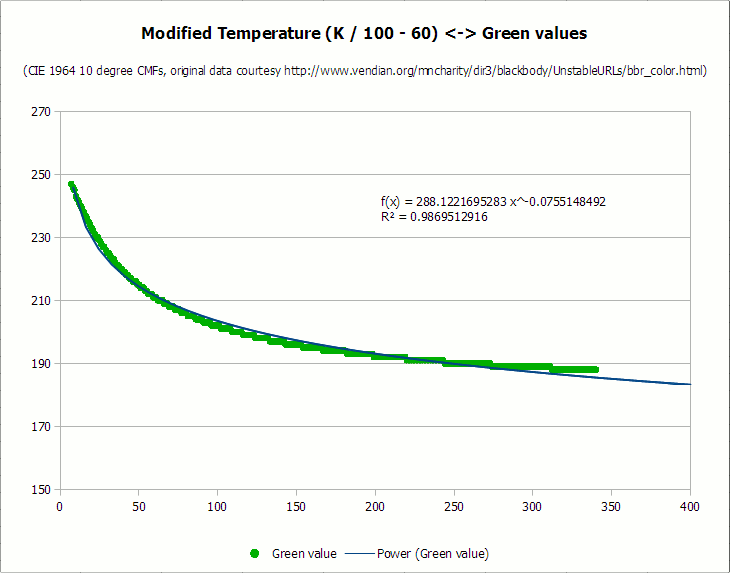 Modified Temperature (K / 100 - 60) <-> Green values
(CIE 1964 10 degree CMFs, original data courtesy http://www.vendian.org/mncharity/dir3/blackbody/UnstableURLs/bbr_color.html)
270
250
230
210
190
170
150
f(x) = 288.1221695283 x^-0.0755148492
R² = 0.9869512916
0 50 100 150 200 250 300 350 400
Green value Power (Green value)